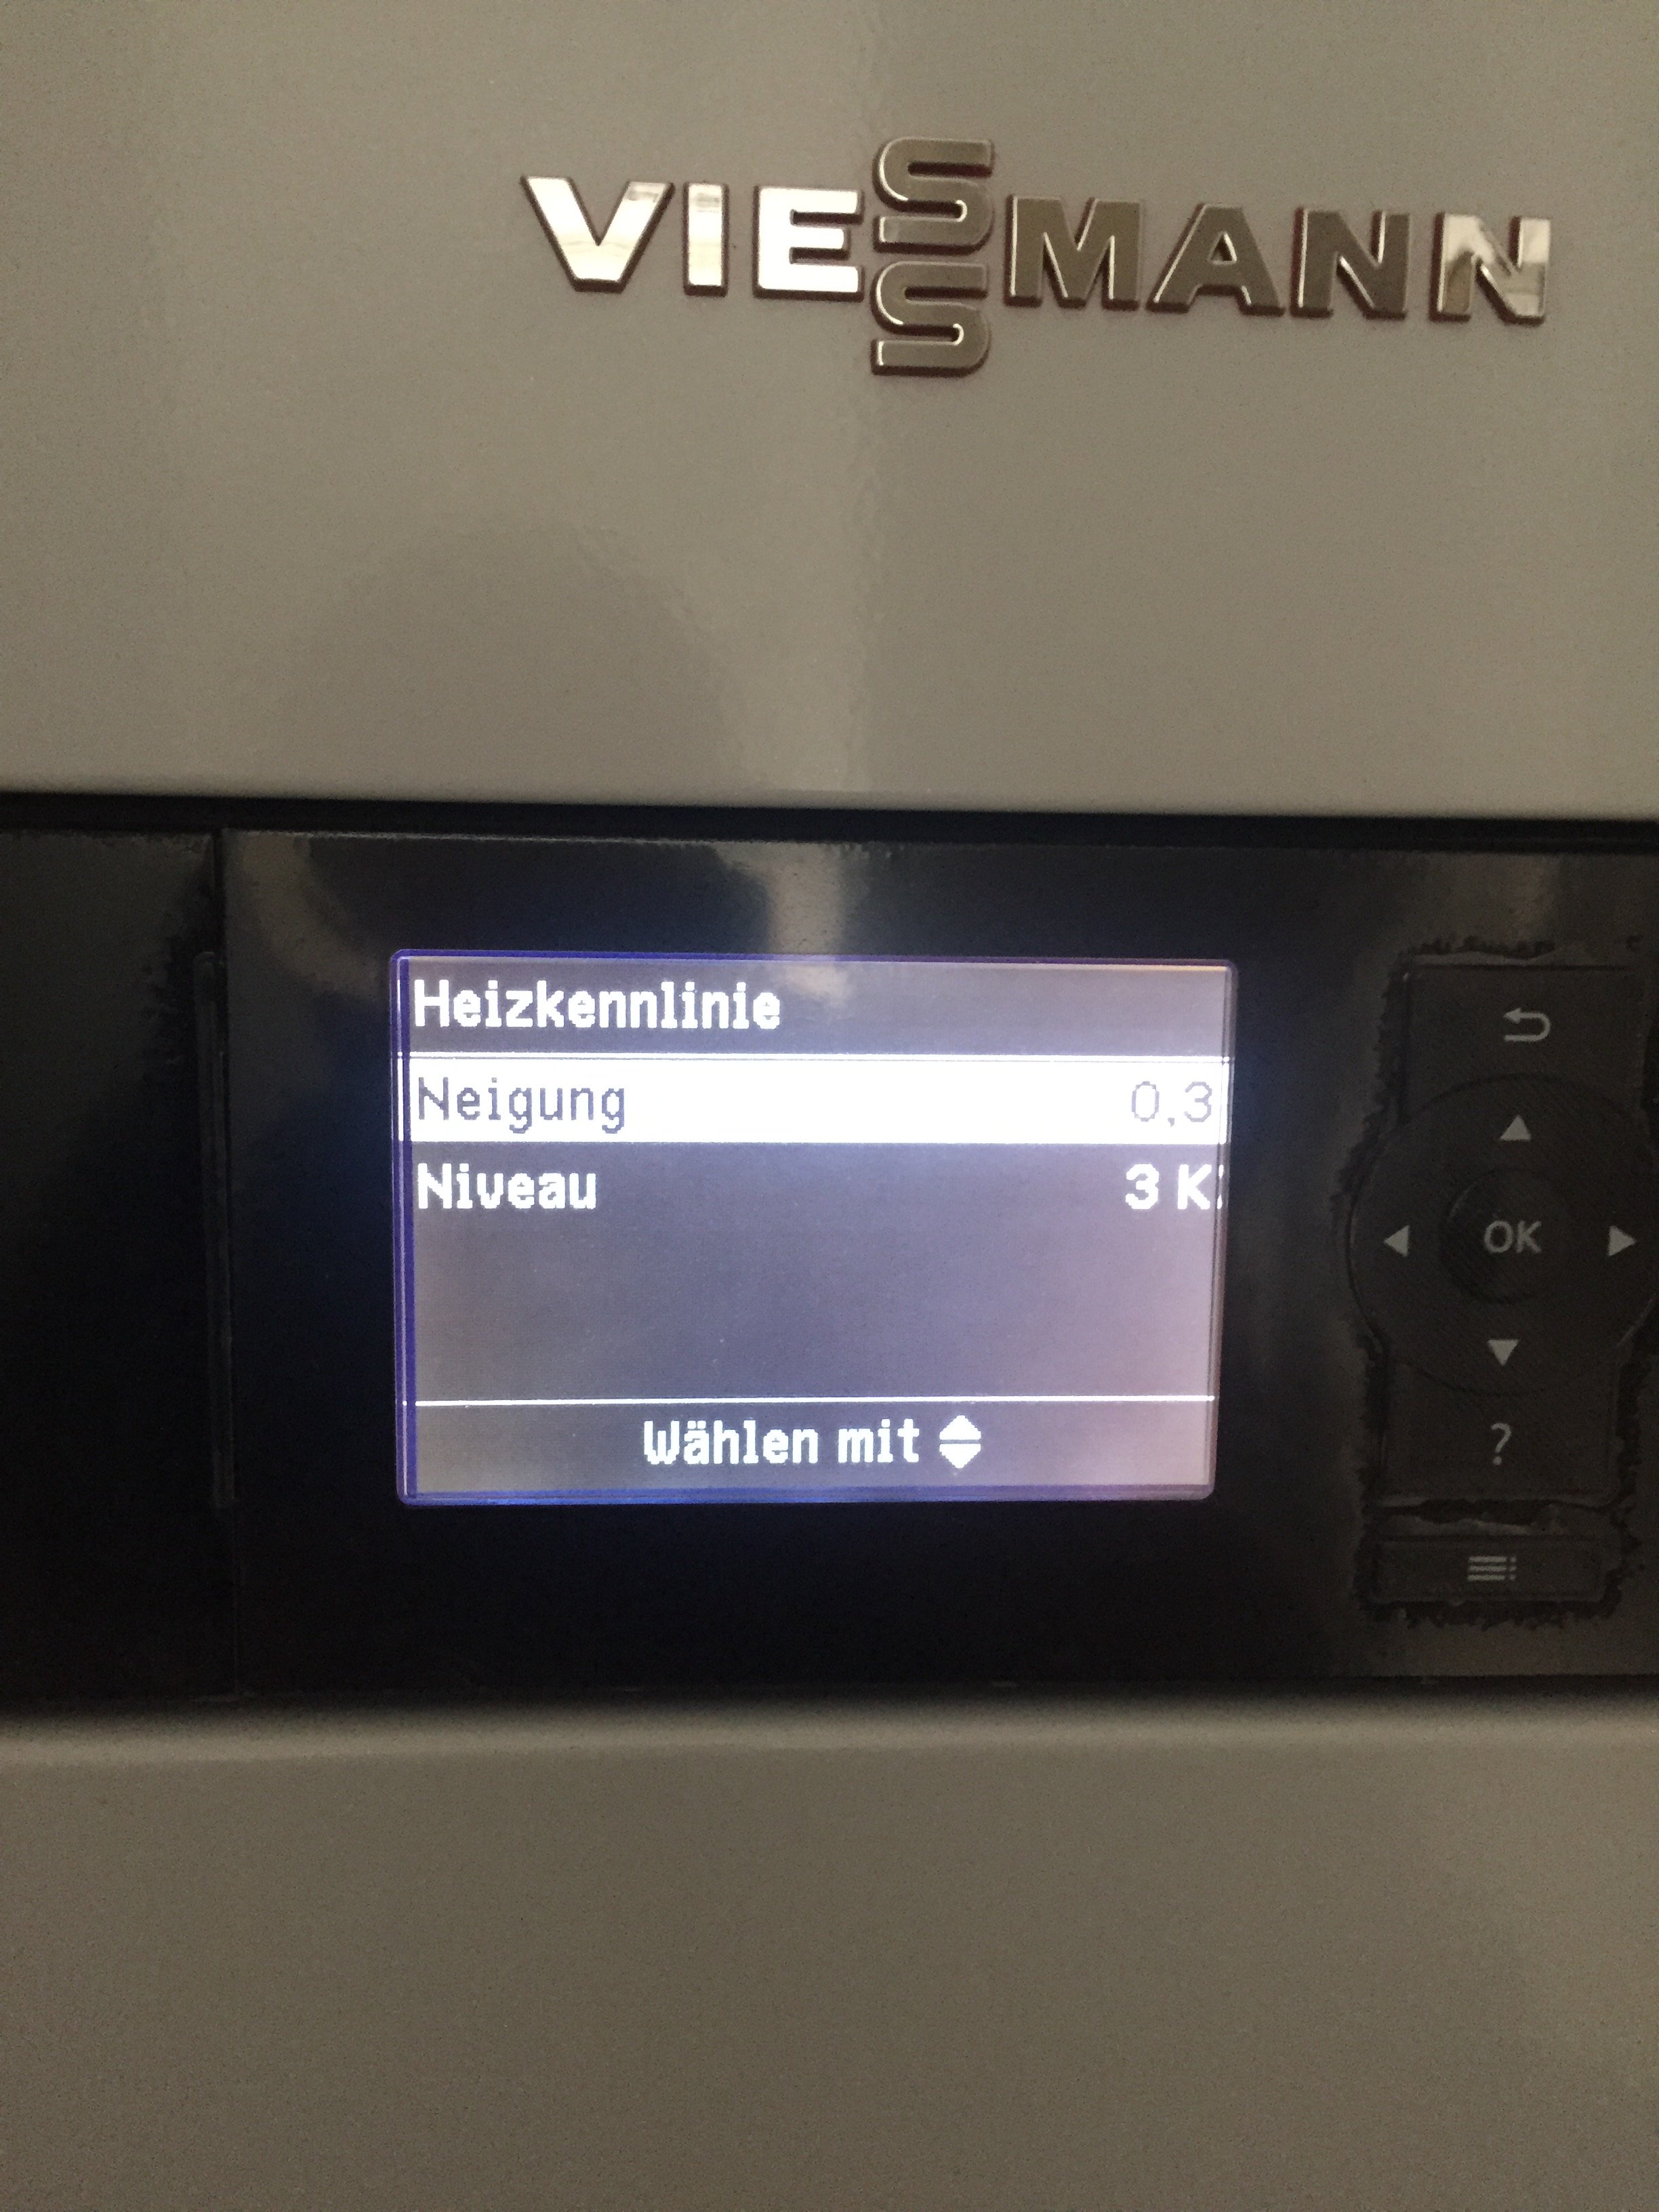 VIESSMANN
Heizkennlinie
Neigung 0,3
Niveau 3 K
Wählen mit
OK
?